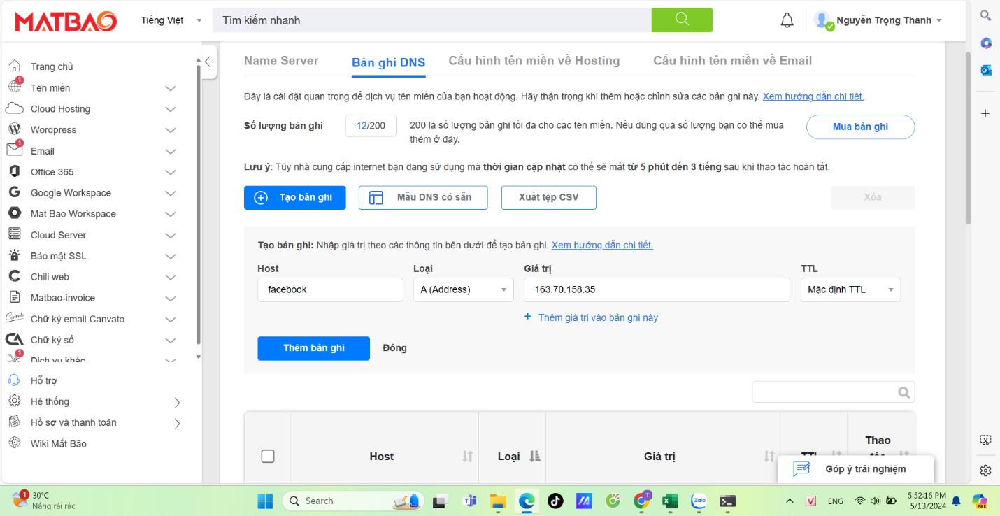 MATBAO
Tiếng Việt
Tìm kiếm nhanh
Nguyễn Trọng Thanh
Trang chủ
1
Tên miền
Cloud Hosting
Wordpress
1
Email
Office 365
Google Workspace
Mat Bao Workspace
Cloud Server
Bảo mật SSL
Chili web
Matbao-invoice
Chữ ký email Canvato
Chữ ký số
1
Dịch vụ khác
Hỗ trợ
Hệ thống
Hồ sơ và thanh toán
Wiki Mắt Bão
Name Server
Bản ghi DNS
Cấu hình tên miền về Hosting
Cấu hình tên miền về Email
Đây là cài đặt quan trọng để dịch vụ tên miền của bạn hoạt động. Hãy thận trọng khi thêm hoặc chỉnh sửa các bản ghi này. Xem hướng dẫn chi tiết.
Số lượng bản ghi
12/200
200 là số lượng bản ghi tối đa cho các tên miền. Nếu dùng quá số lượng bạn có thể mua
thêm ở đây.
Mua bản ghi
Lưu ý: Tùy nhà cung cấp internet bạn đang sử dụng mà thời gian cập nhật có thể sẽ mất từ 5 phút đến 3 tiếng sau khi thao tác hoàn tất.
Tạo bản ghi
Mẫu DNS có sẵn
Xuất tệp CSV
Xóa
Tạo bản ghi: Nhập giá trị theo các thông tin bên dưới để tạo bản ghi. Xem hướng dẫn chi tiết.
Host
Loại
Giá trị
TTL
facebook
A (Address)
163.70.158.35
Mặc định TTL
+ Thêm giá trị vào bản ghi này
Thêm bản ghi
Đóng
Host
Loại
Giá trị
TTL
Thao
tác
Góp ý trải nghiệm
1
30°C
Nắng rải rác
Search
Zalo
T
V
ENG
5:52:16 PM
5/13/2024
PRE